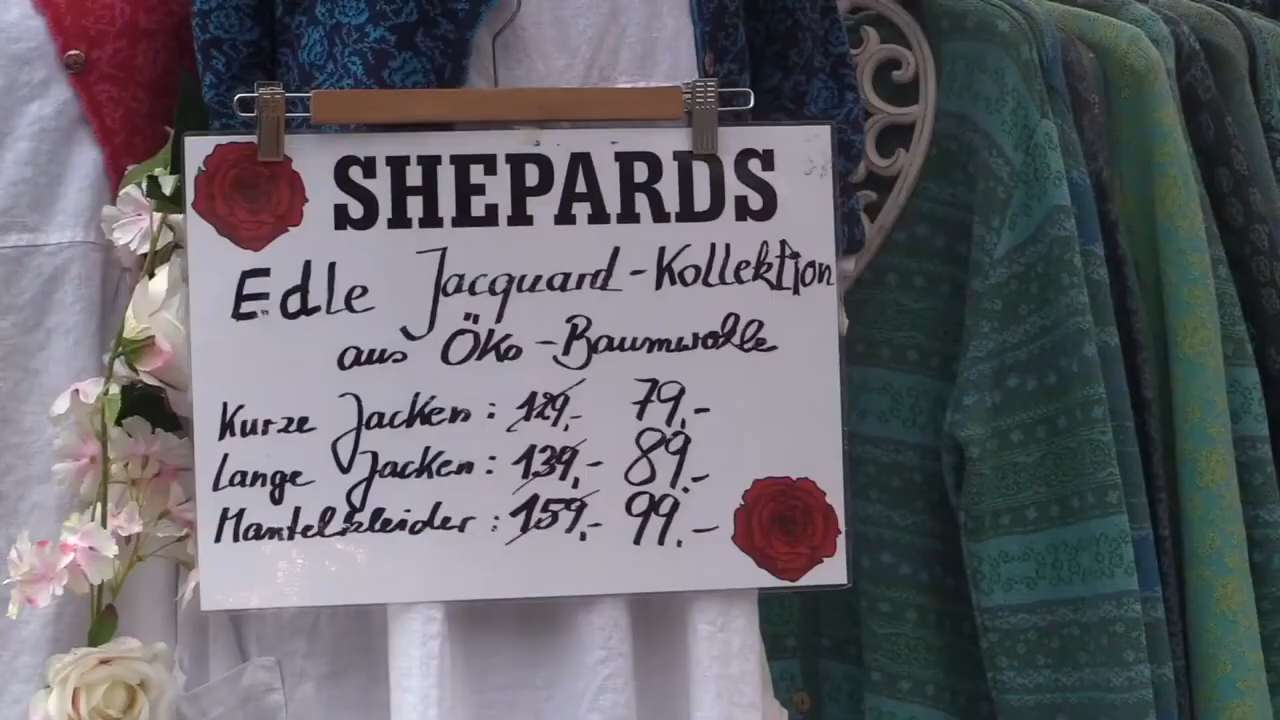 SHEPARDS
Edle Jacquard-Kollektion
aus Öko-Baumwolle
Kurze Jacken: 129,- 79,-
Lange Jacken: 139,- 89.-
Mantelkleider: 159,- 99.-